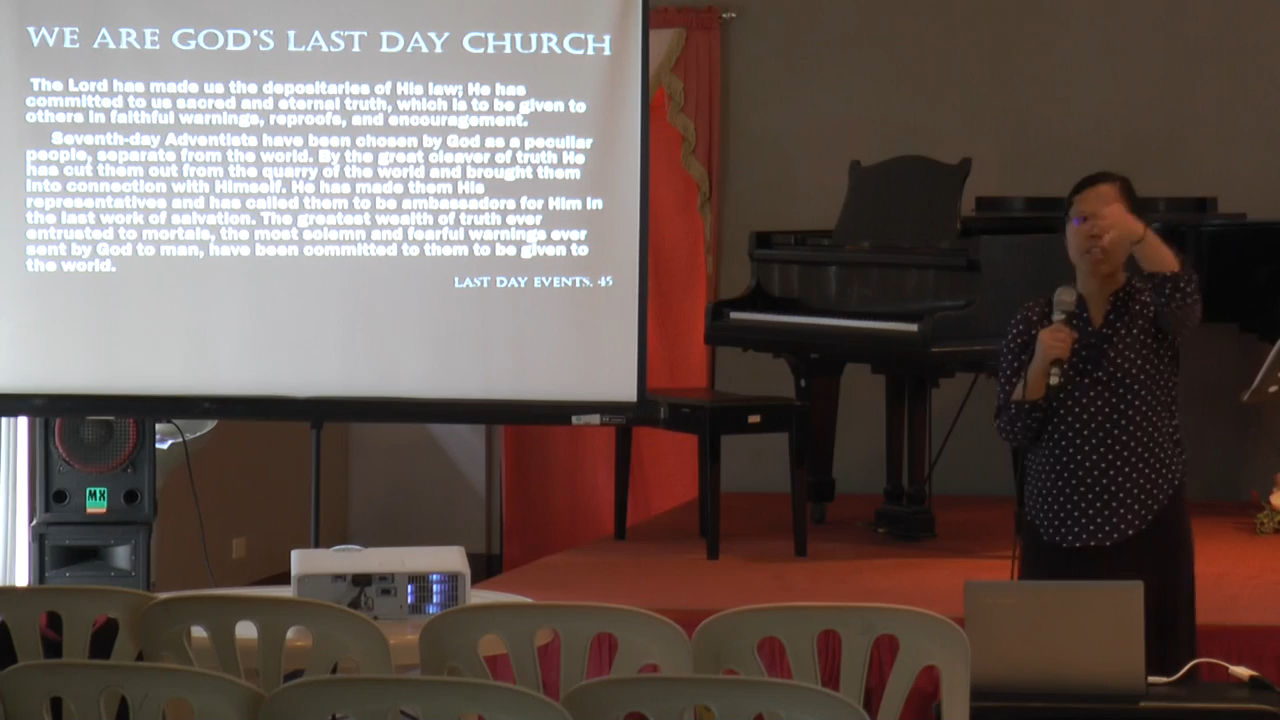 WE ARE GOD'S LAST DAY CHURCH
The Lord has made us the depositaries of His law; He has
committed to us sacred and eternal truth, which is to be given to
others in faithful warnings, reproofs, and encouragement.
Seventh-day Adventists have been chosen by God as a peculiar
people, separate from the world. By the great cleaver of truth He
has cut them out from the quarry of the world and brought them
into connection with Himself. He has made them His
representatives and has called them to be ambassadors for Him in
the last work of salvation. The greatest wealth of truth ever
entrusted to mortals, the most solemn and fearful warnings ever
sent by God to man, have been committed to them to be given to
the world.
LAST DAY EVENTS, 45
MX